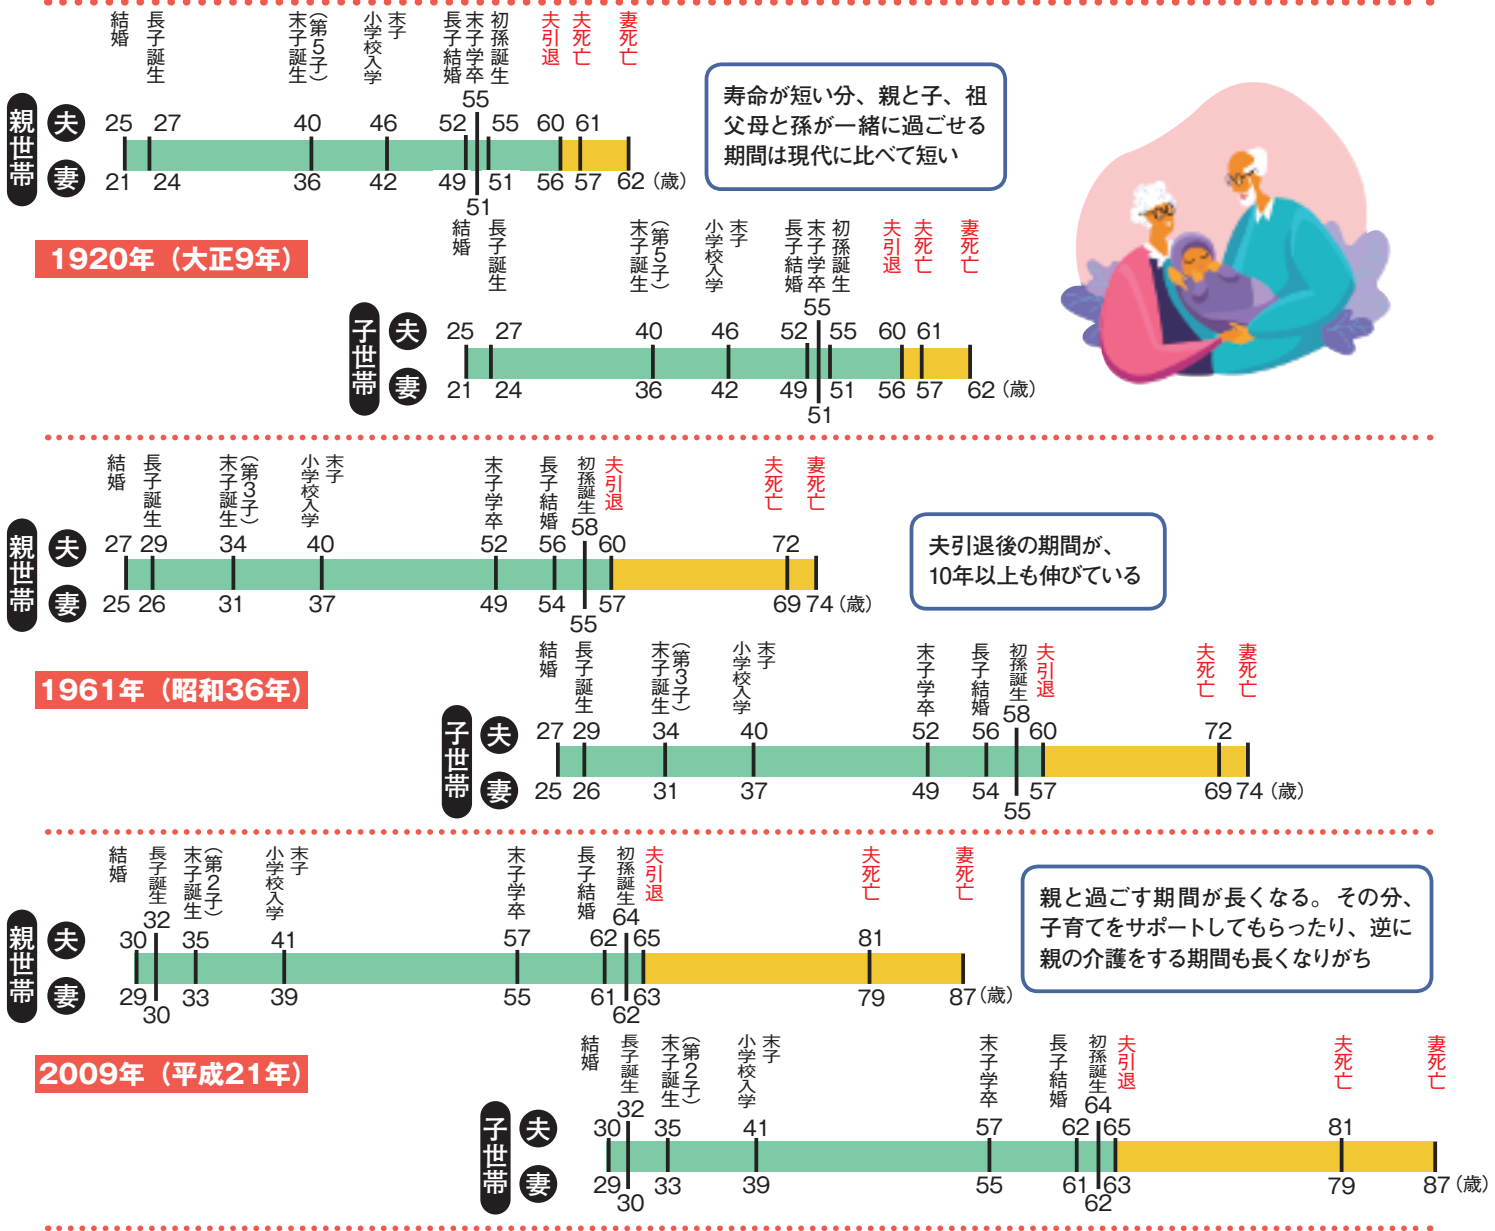 結婚 長子誕生 末子誕生(第5子) 末子小学校入学 長子結婚 末子学卒 初孫誕生 夫引退 夫死亡 妻死亡
親世帯
夫 25 27 40 46 52 55 55 60 61
妻 21 24 36 42 49 51 51 56 57 62(歳)
寿命が短い分、親と子、祖
父母と孫が一緒に過ごせる
期間は現代に比べて短い
1920年(大正9年)
結婚 長子誕生 末子誕生(第5子) 末子小学校入学 長子結婚 末子学卒 初孫誕生 夫引退 夫死亡 妻死亡
子世帯
夫 25 27 40 46 52 55 55 60 61
妻 21 24 36 42 49 51 51 56 57 62(歳)
結婚 長子誕生 末子誕生(第3子) 末子小学校入学 末子学卒 長子結婚 初孫誕生 夫引退 夫死亡 妻死亡
親世帯
夫 27 29 34 40 52 56 58 60 72
妻 25 26 31 37 49 54 55 57 69 74(歳)
夫引退後の期間が、
10年以上も伸びている
1961年(昭和36年)
結婚 長子誕生 末子誕生(第3子) 末子小学校入学 末子学卒 長子結婚 初孫誕生 夫引退 夫死亡 妻死亡
子世帯
夫 27 29 34 40 52 56 58 60 72
妻 25 26 31 37 49 54 55 57 69 74(歳)
結婚 長子誕生 末子誕生(第2子) 末子小学校入学 末子学卒 長子結婚 初孫誕生 夫引退 夫死亡 妻死亡
親世帯
夫 30 32 35 41 57 62 64 65 81
妻 29 30 33 39 55 61 62 63 79 87(歳)
親と過ごす期間が長くなる。その分、
子育てをサポートしてもらったり、逆に
親の介護をする期間も長くなりがち
2009年(平成21年)
結婚 長子誕生 末子誕生(第2子) 末子小学校入学 末子学卒 長子結婚 初孫誕生 夫引退 夫死亡 妻死亡
子世帯
夫 30 32 35 41 57 62 64 65 81
妻 29 30 33 39 55 61 62 63 79 87(歳)